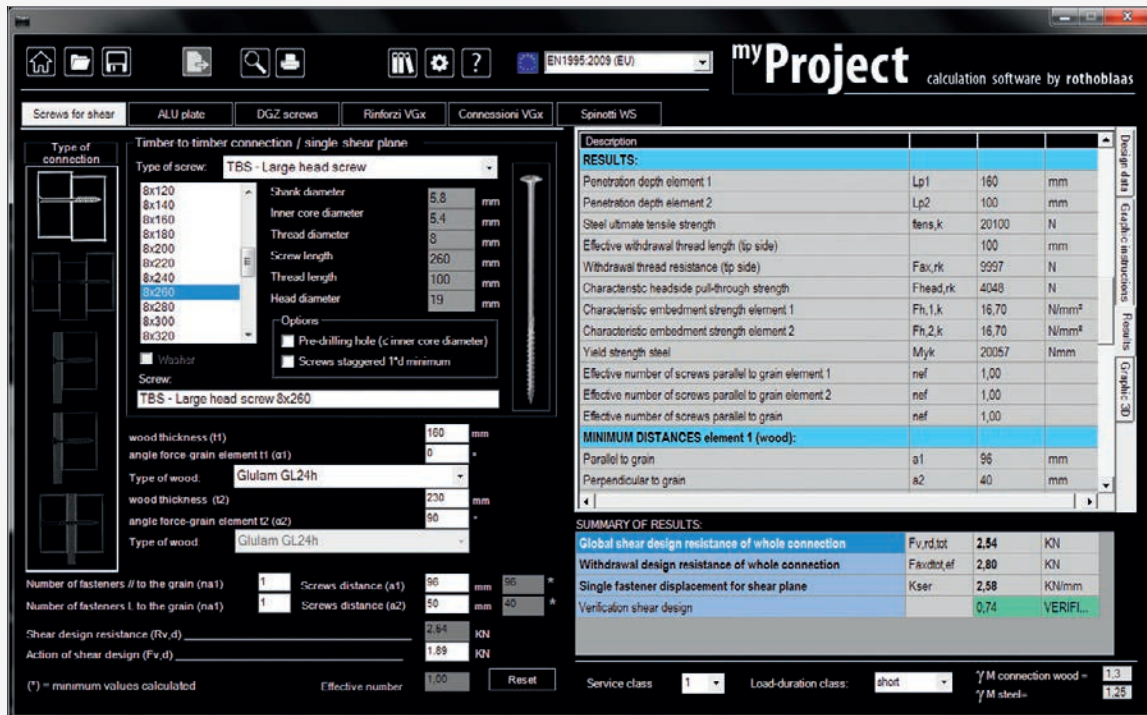 EN1995:2009 (EU)
myProject calculation software by rothoblaas
Screws for shear
ALU plate
DGZ screws
Rinforzi VGx
Connessioni VGx
Spinotti WS
Type of connection
Timber to timber connection / single shear plane
Type of screw: TBS - Large head screw
8x120
8x140
8x160
8x180
8x200
8x220
8x240
8x260
8x280
8x300
8x320
Shank diameter 5.8 mm
Inner core diameter 5.4 mm
Thread diameter 8 mm
Screw length 260 mm
Thread length 100 mm
Head diameter 19 mm
Options
Pre-drilling hole (≤ inner core diameter)
Screws staggered 1*d minimum
Washer
Screw:
TBS - Large head screw 8x260
wood thickness (t1) 160 mm
angle force-grain element t1 (α1) 0 °
Type of wood: Glulam GL24h
wood thickness (t2) 230 mm
angle force-grain element t2 (α2) 90 °
Type of wood: Glulam GL24h
Number of fasteners // to the grain (na1) 1 Screws distance (a1) 96 mm 96 *
Number of fasteners L to the grain (na1) 1 Screws distance (a2) 50 mm 40 *
Shear design resistance (Rv,d) 2,54 KN
Action of shear design (Fv,d) 1.89 KN
(*) = minimum values calculated Effective number 1,00 Reset
Description
RESULTS:
Penetration depth element 1 Lp1 160 mm
Penetration depth element 2 Lp2 100 mm
Steel ultimate tensile strength ftens,k 20100 N
Effective withdrawal thread length (tip side) 100 mm
Withdrawal thread resistance (tip side) Fax,rk 9997 N
Characteristic headside pull-through strength Fhead,rk 4048 N
Characteristic embedment strength element 1 Fh,1,k 16,70 N/mm²
Characteristic embedment strength element 2 Fh,2,k 16,70 N/mm²
Yield strength steel Myk 20057 Nmm
Effective number of screws parallel to grain element 1 nef 1,00
Effective number of screws parallel to grain element 2 nef 1,00
Effective number of screws parallel to grain nef 1,00
MINIMUM DISTANCES element 1 (wood):
Parallel to grain a1 96 mm
Perpendicular to grain a2 40 mm
Design data
Graphic instructions
Results
Graphic 3D
SUMMARY OF RESULTS:
Global shear design resistance of whole connection Fv,rd,tot 2,54 KN
Withdrawal design resistance of whole connection Faxdtot,ef 2,80 KN
Single fastener displacement for shear plane Kser 2,58 KN/mm
Verification shear design 0,74 VERIFI...
Service class 1 Load-duration class: short γ M connection wood = 1,3
γ M steel= 1,25